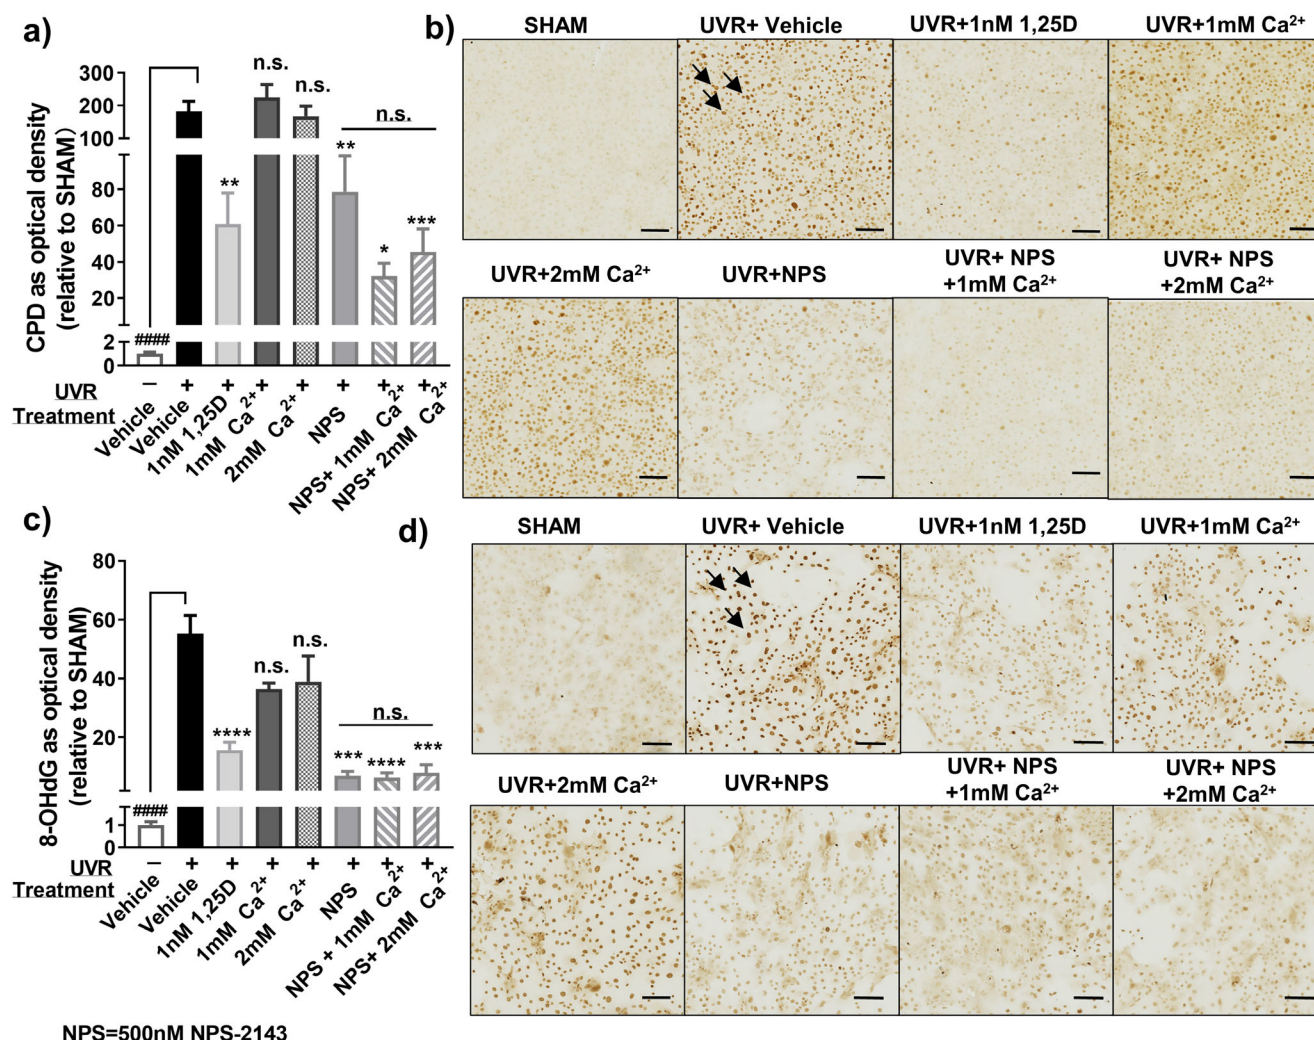 a)
CPD as optical density
(relative to SHAM)
300
200
100
80
60
40
20
2
0
####
**
n.s.
n.s.
**
*
***
n.s.
UVR
– + + + + + + +
Treatment
Vehicle
Vehicle
1nM 1,25D
1mM Ca²⁺
2mM Ca²⁺
NPS
NPS+ 1mM Ca²⁺
NPS+ 2mM Ca²⁺
b)
SHAM
UVR+ Vehicle
UVR+1nM 1,25D
UVR+1mM Ca²⁺
UVR+2mM Ca²⁺
UVR+NPS
UVR+ NPS
+1mM Ca²⁺
UVR+ NPS
+2mM Ca²⁺
c)
8-OHdG as optical density
(relative to SHAM)
80
60
40
20
1
0
####
****
n.s.
n.s.
***
****
***
n.s.
UVR
– + + + + + + +
Treatment
Vehicle
Vehicle
1nM 1,25D
1mM Ca²⁺
2mM Ca²⁺
NPS
NPS + 1mM Ca²⁺
NPS+ 2mM Ca²⁺
d)
SHAM
UVR+ Vehicle
UVR+1nM 1,25D
UVR+1mM Ca²⁺
UVR+2mM Ca²⁺
UVR+NPS
UVR+ NPS
+1mM Ca²⁺
UVR+ NPS
+2mM Ca²⁺
NPS=500nM NPS-2143